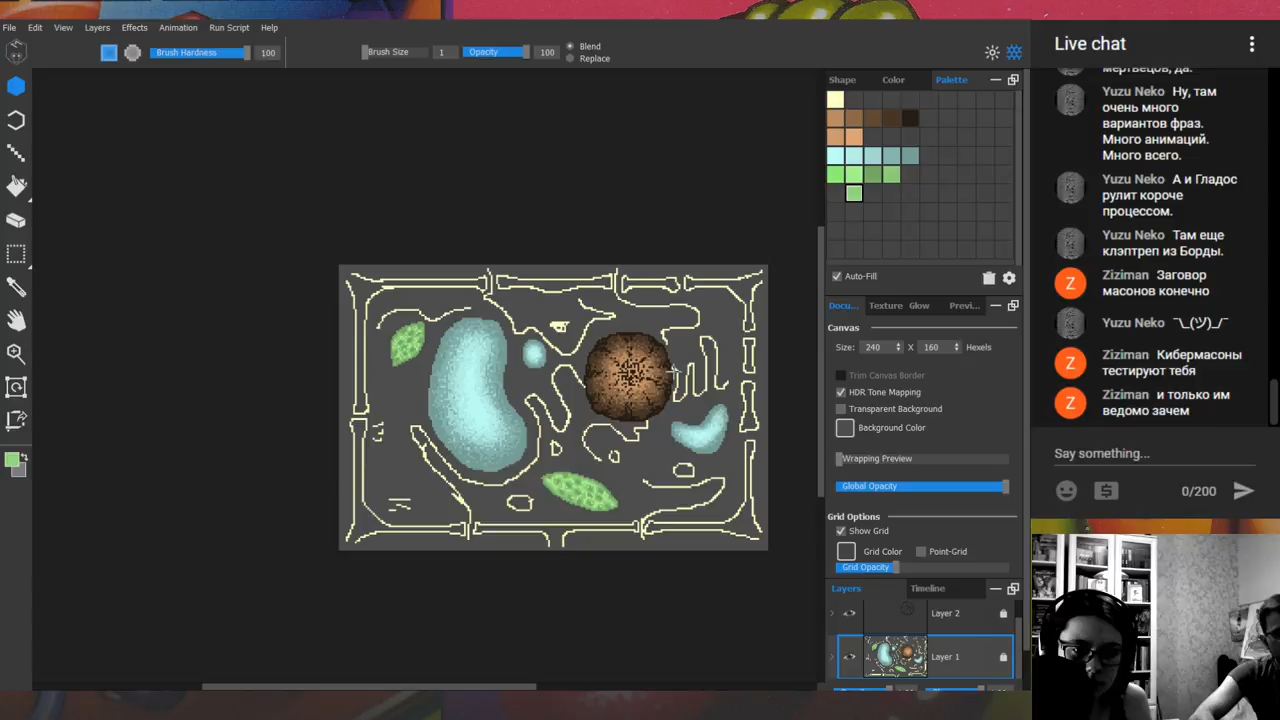 File Edit View Layers Effects Animation Run Script Help
Brush Hardness 100 Brush Size 1 Opacity 100 Blend
Replace
Shape Color Palette
Auto-Fill
Docu... Texture Glow Previ...
Canvas
Size: 240 X 160 Hexels
Trim Canvas Border
HDR Tone Mapping
Transparent Background
Background Color
Wrapping Preview
Global Opacity
Grid Options
Show Grid
Grid Color Point-Grid
Grid Opacity
Layers Timeline
Layer 2
Layer 1
Live chat
мертвецов, да.
Yuzu Neko Ну, там
очень много
вариантов фраз.
Много анимаций.
Много всего.
Yuzu Neko А и Гладос
рулит короче
процессом.
Yuzu Neko Там еще
клэптреп из Борды.
Ziziman Заговор
масонов конечно
Yuzu Neko ¯\_(ツ)_/¯
Ziziman Кибермасоны
тестируют тебя
Ziziman и только им
ведомо зачем
Say something...
0/200